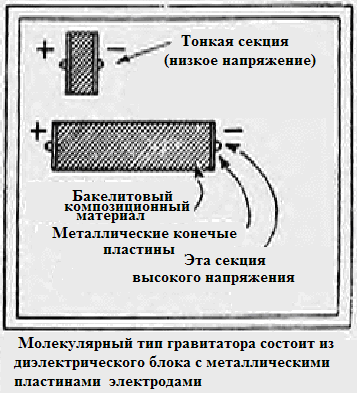 + − Тонкая секция
(низкое напряжение)
+ −
Бакелитовый
композиционный
материал
Металлические конечые
пластины
Эта секция
высокого напряжения
Молекулярный тип гравитатора состоит из
диэлектрического блока с металлическими
пластинами электродами